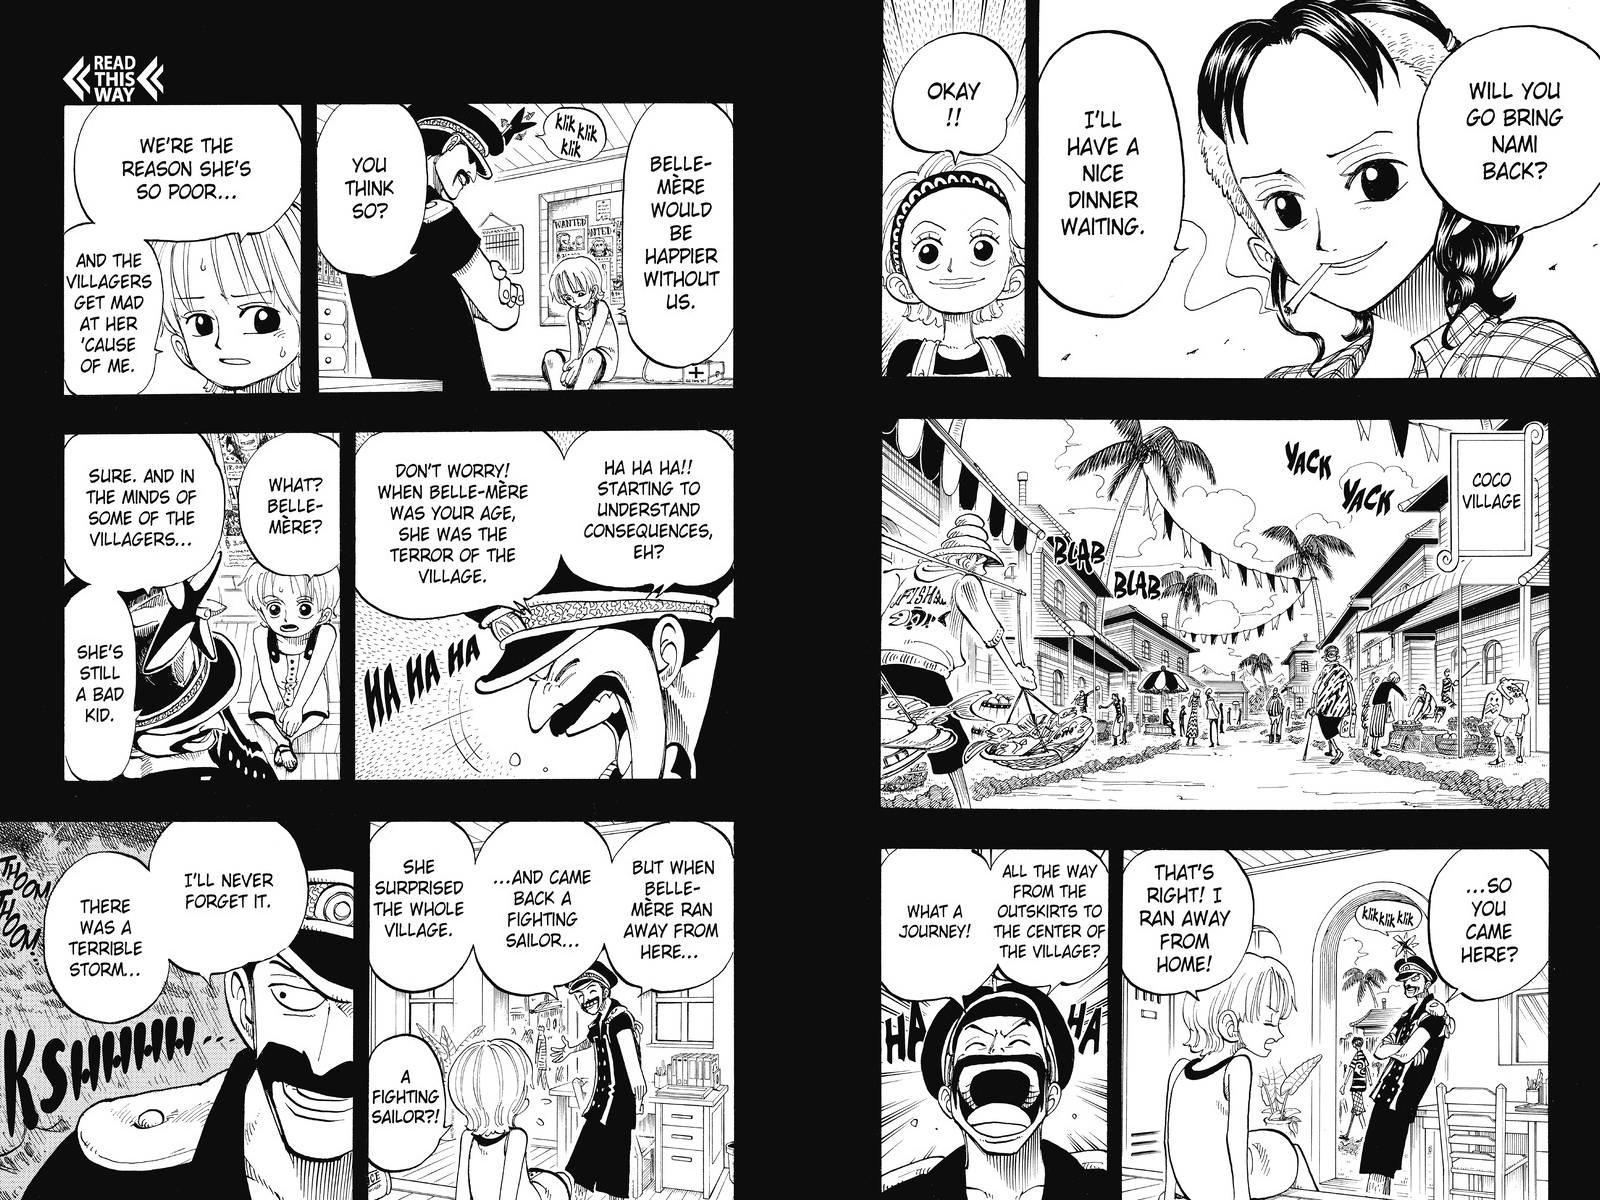 WILL YOU
GO BRING
NAMI
BACK?
I'LL
HAVE A
NICE
DINNER
WAITING.
OKAY
!!
YACK
YACK
COCO
VILLAGE
BLAB
BLAB
FISH
...SO
YOU
CAME
HERE?
klik klik klik
THAT'S
RIGHT! I
RAN AWAY
FROM
HOME!
ALL THE WAY
FROM THE
OUTSKIRTS TO
THE CENTER OF
THE VILLAGE?
WHAT A
JOURNEY!
HA
HA
READ
THIS
WAY
BELLE-
MÈRE
WOULD
BE
HAPPIER
WITHOUT
US.
klik klik
klik
YOU
THINK
SO?
WANTED
WANTED
WE'RE THE
REASON SHE'S
SO POOR...
AND THE
VILLAGERS
GET MAD
AT HER
'CAUSE
OF ME.
HA HA HA!!
STARTING TO
UNDERSTAND
CONSEQUENCES,
EH?
DON'T WORRY!
WHEN BELLE-MÈRE
WAS YOUR AGE,
SHE WAS THE
TERROR OF THE
VILLAGE.
HA HA HA
WHAT?
BELLE-
MÈRE?
SURE. AND IN
THE MINDS OF
SOME OF THE
VILLAGERS...
SHE'S
STILL
A BAD
KID.
BUT WHEN
BELLE-
MÈRE RAN
AWAY FROM
HERE...
...AND CAME
BACK A
FIGHTING
SAILOR...
SHE
SURPRISED
THE WHOLE
VILLAGE.
A
FIGHTING
SAILOR?!
I'LL NEVER
FORGET IT.
THERE
WAS A
TERRIBLE
STORM...
THOOM
THOOM...
KSHHHHH...